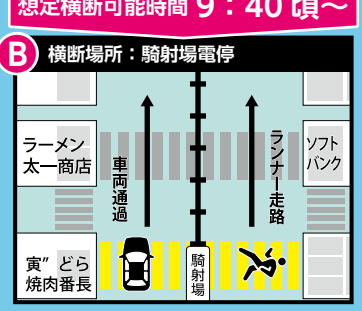 想定横断可能時間 9：40 頃～
B 横断場所：騎射場電停
ラーメン
太一商店
車両通過
ランナー走路
ソフト
バンク
寅”どら
焼肉番長
騎射場